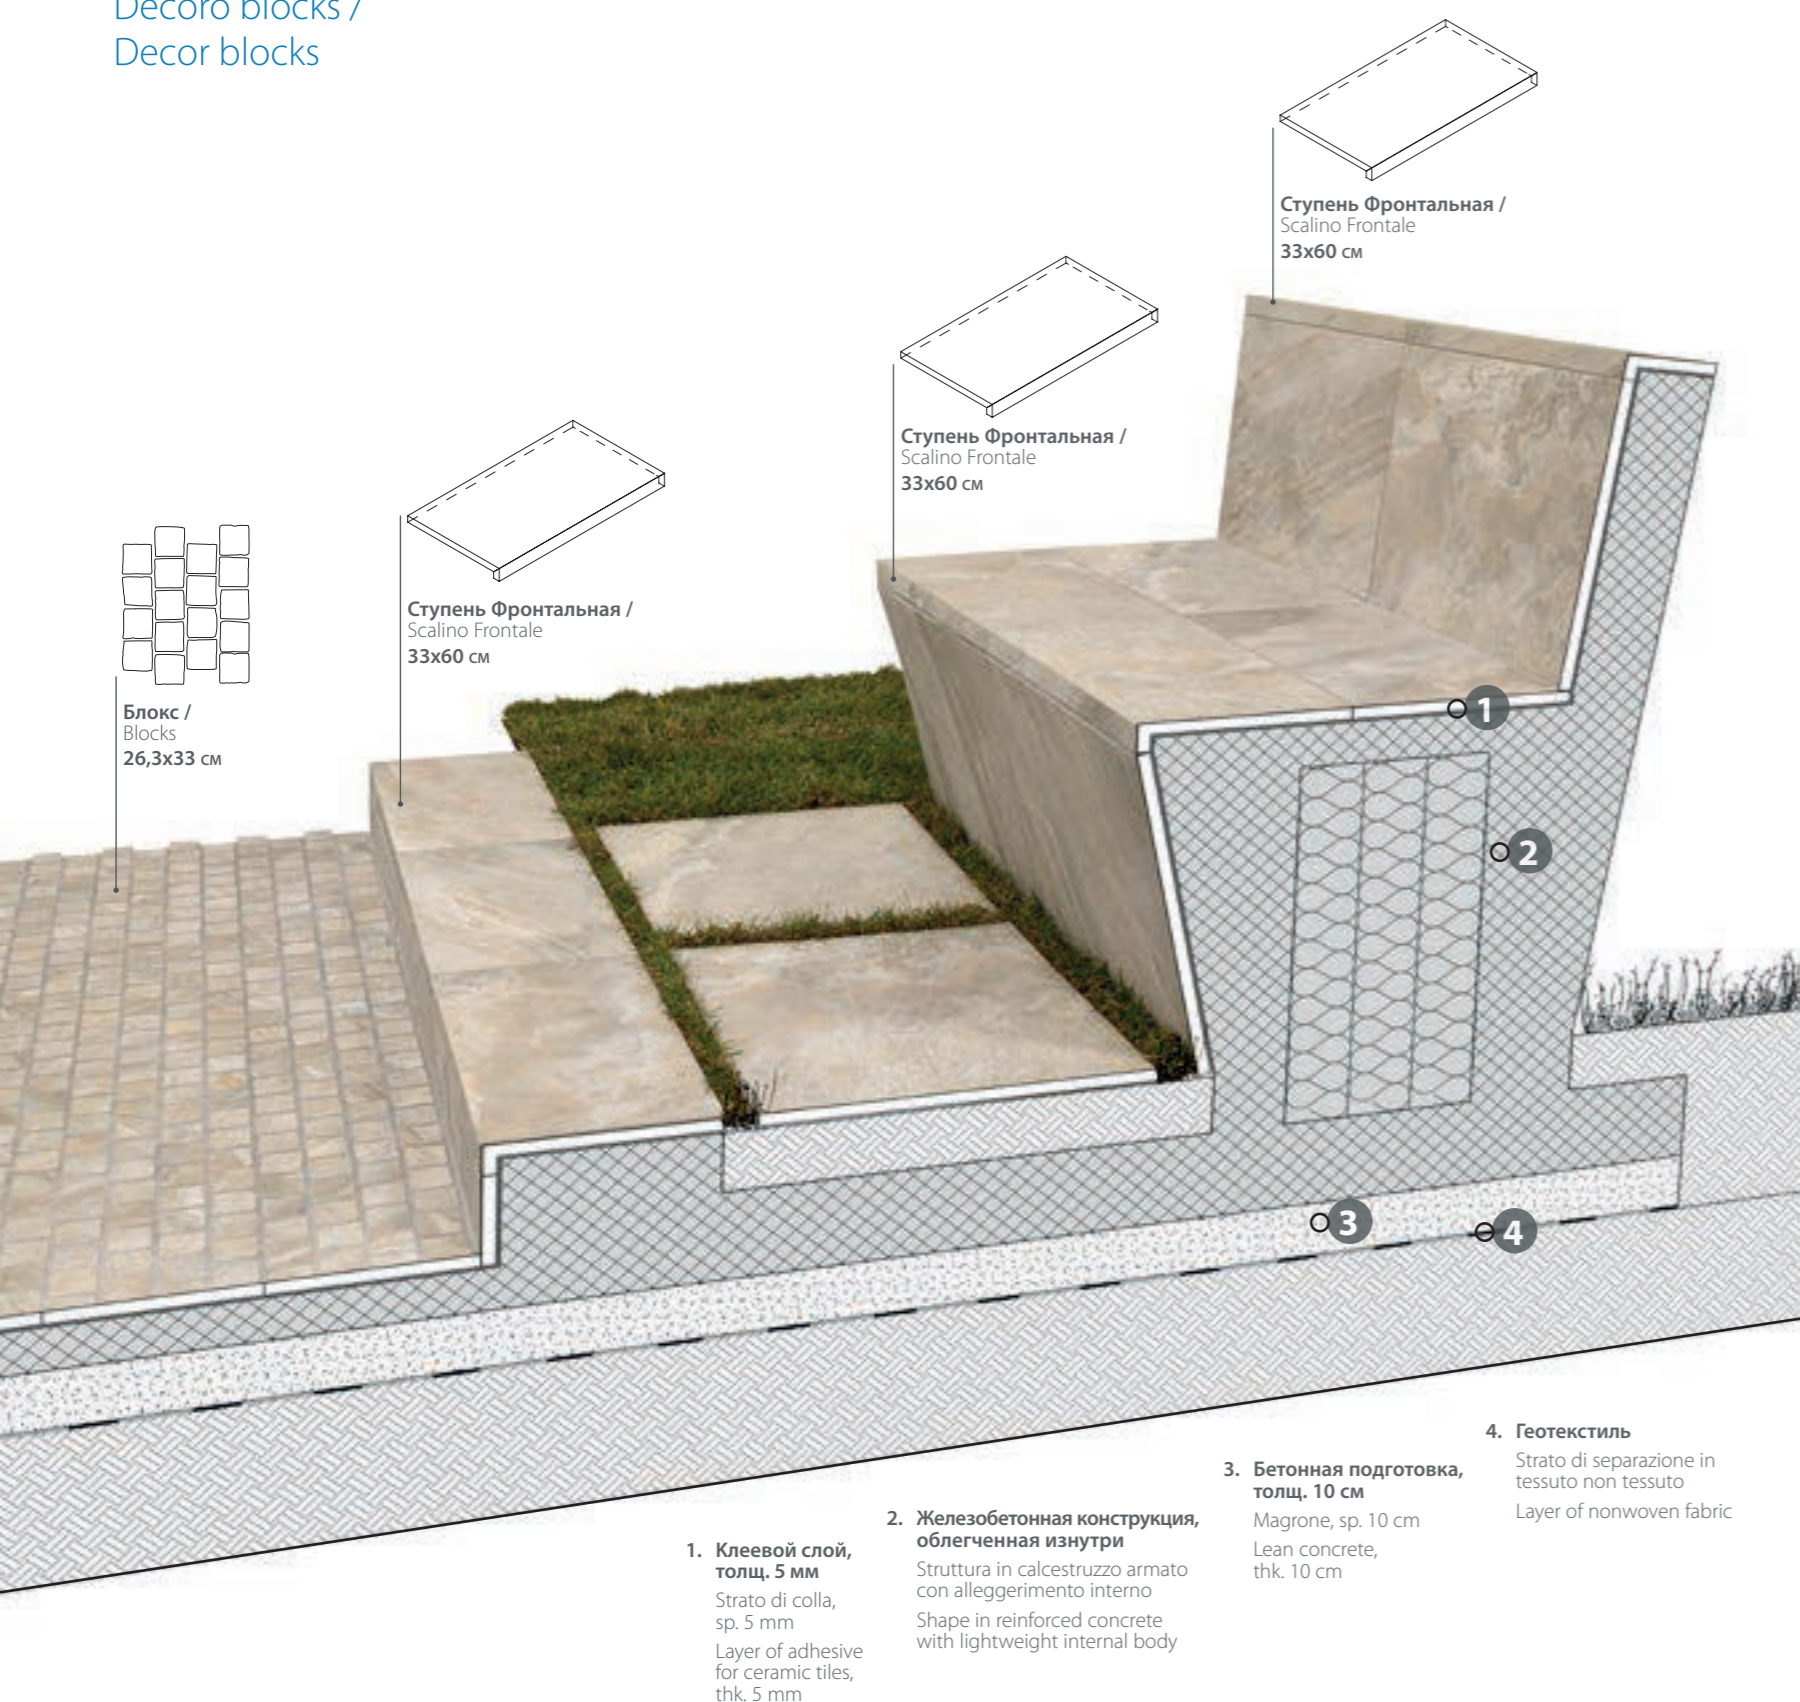 Decoro blocks /
Decor blocks
Ступень Фронтальная /
Scalino Frontale
33x60 см
Ступень Фронтальная /
Scalino Frontale
33x60 см
Ступень Фронтальная /
Scalino Frontale
33x60 см
Блокс /
Blocks
26,3x33 см
1
2
3
4
1. Клеевой слой,
толщ. 5 мм
Strato di colla,
sp. 5 mm
Layer of adhesive
for ceramic tiles,
thk. 5 mm
2. Железобетонная конструкция,
облегченная изнутри
Struttura in calcestruzzo armato
con alleggerimento interno
Shape in reinforced concrete
with lightweight internal body
3. Бетонная подготовка,
толщ. 10 см
Magrone, sp. 10 cm
Lean concrete,
thk. 10 cm
4. Геотекстиль
Strato di separazione in
tessuto non tessuto
Layer of nonwoven fabric